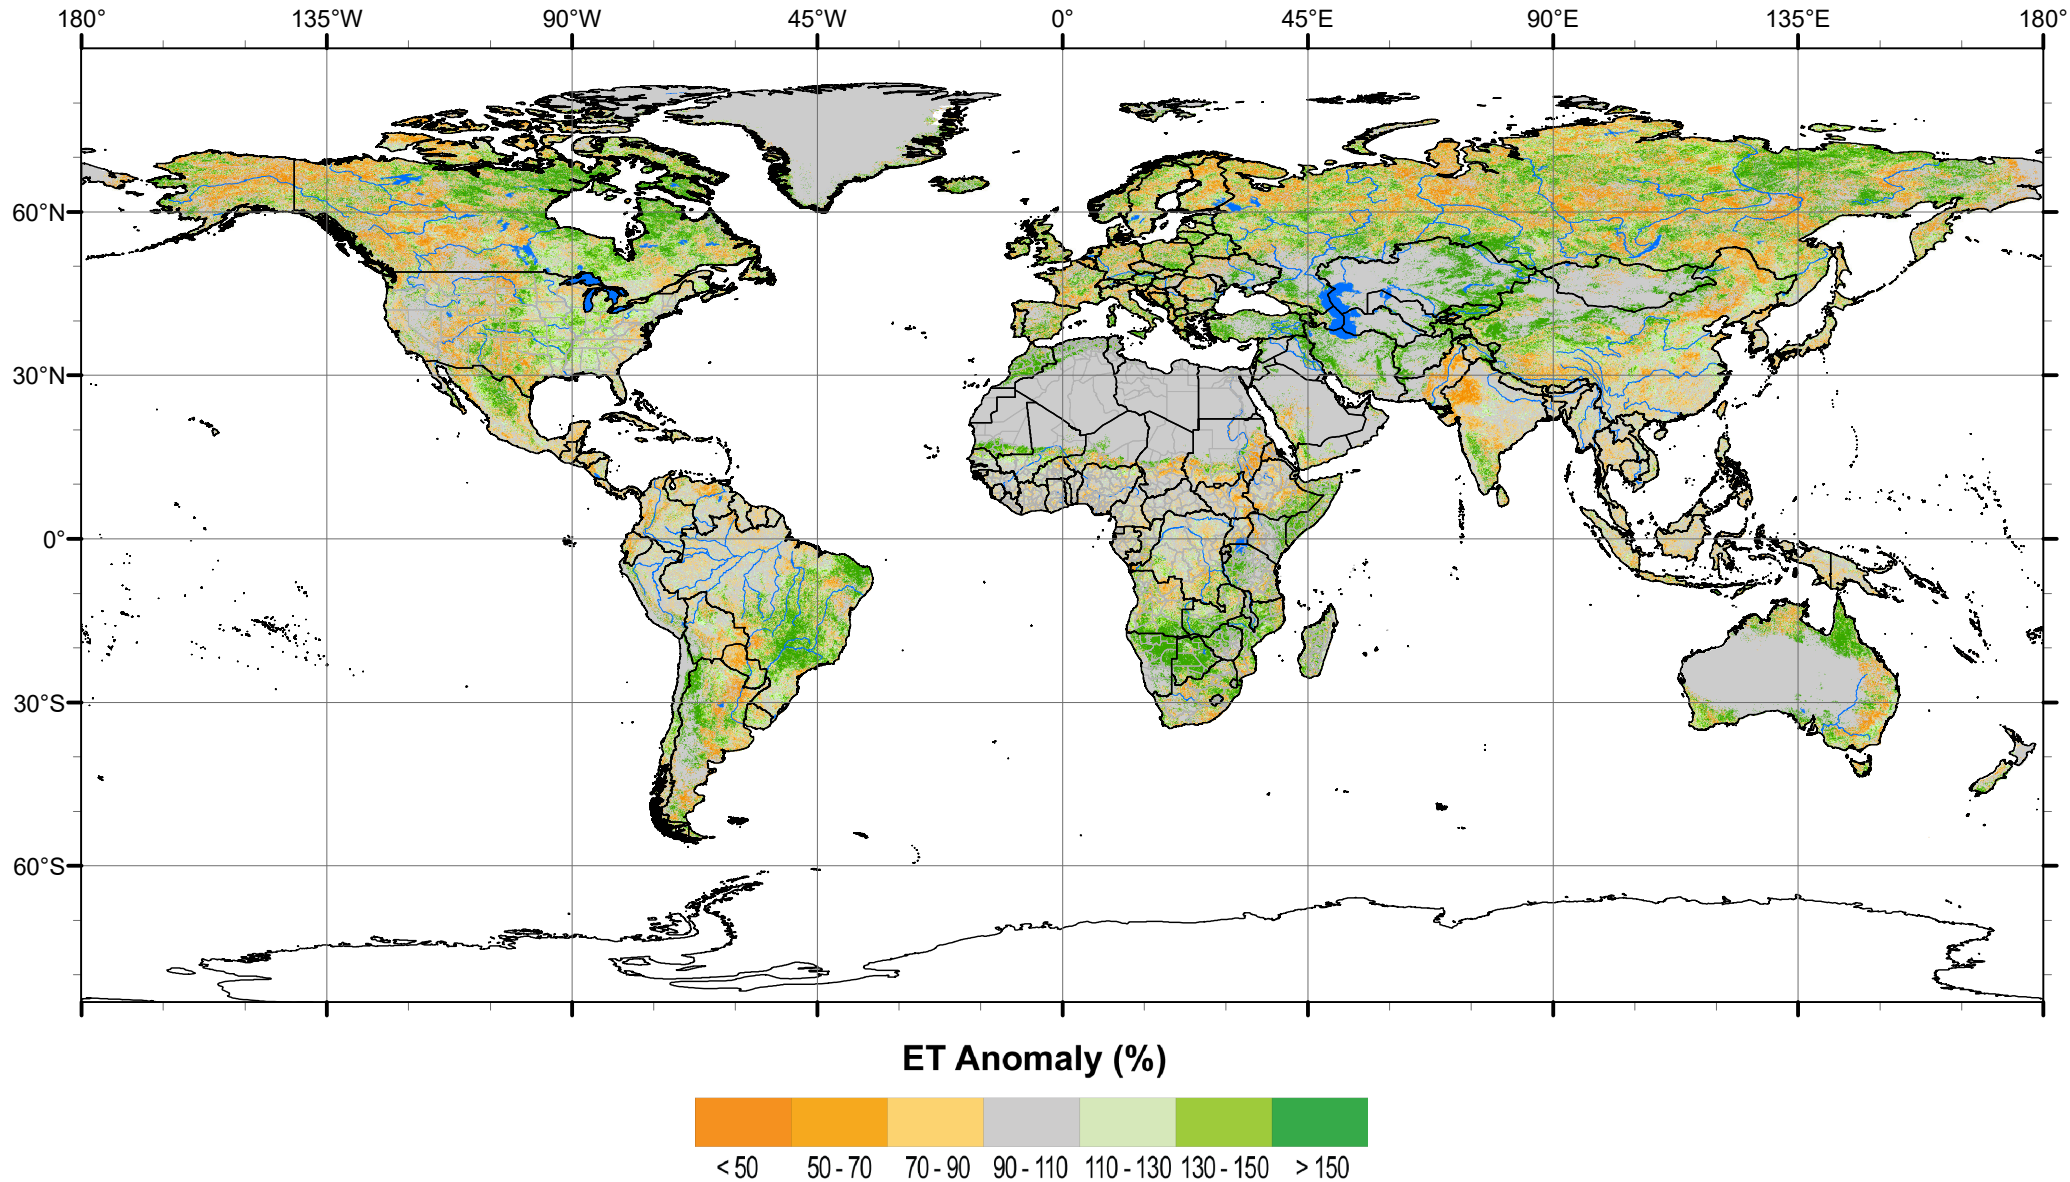 180° 135°W 90°W 45°W 0° 45°E 90°E 135°E 180°
60°N
30°N
0°
30°S
60°S
ET Anomaly (%)
< 50 50 - 70 70 - 90 90 - 110 110 - 130 130 - 150 > 150